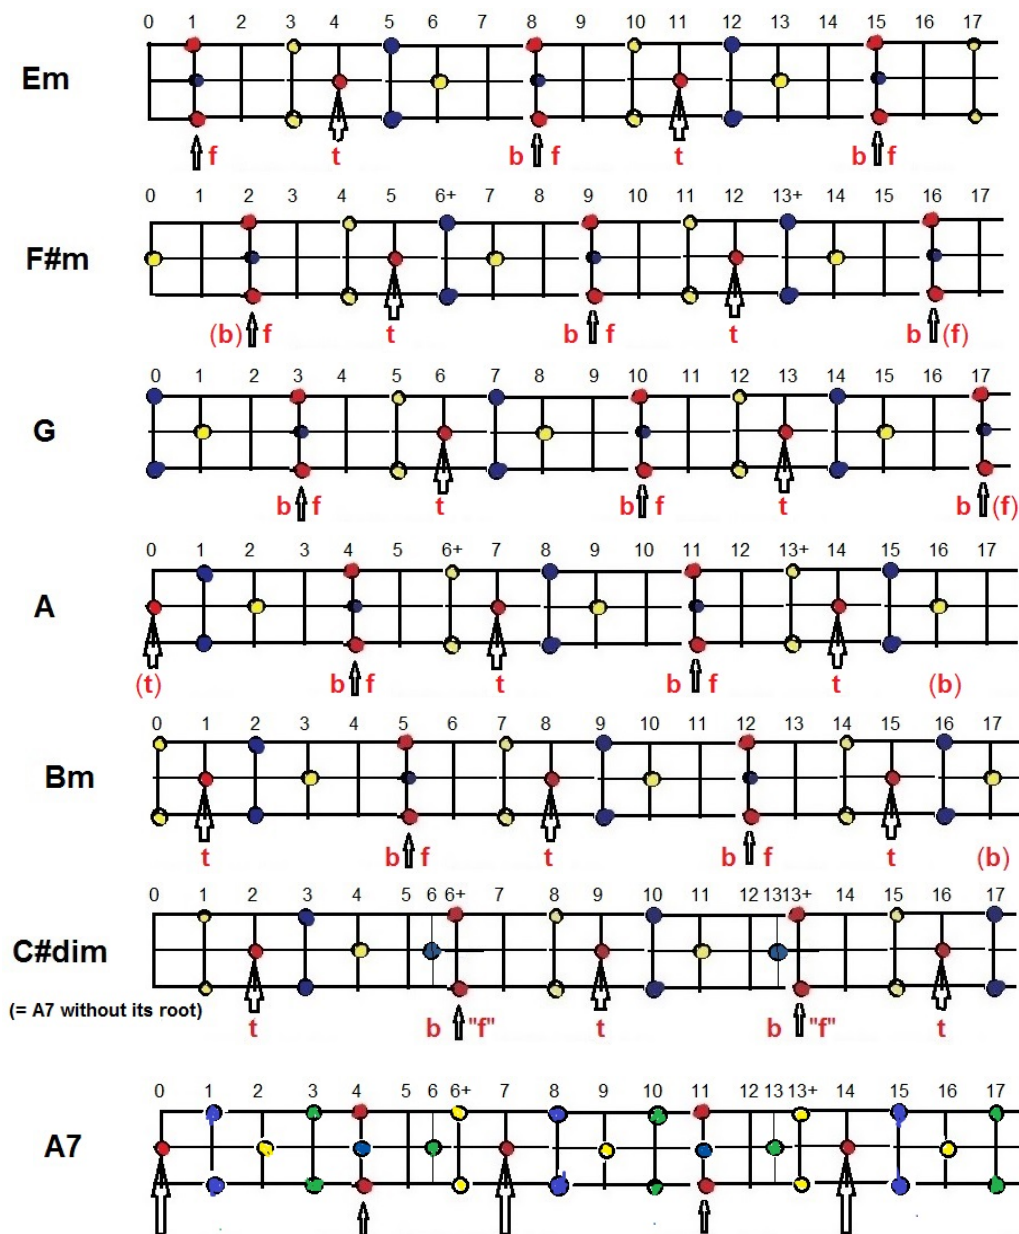 0 1 2 3 4 5 6 7 8 9 10 11 12 13 14 15 16 17
Em
f t b f t b f
0 1 2 3 4 5 6+ 7 8 9 10 11 12 13+ 14 15 16 17
F#m
(b) f t b f t b (f)
0 1 2 3 4 5 6 7 8 9 10 11 12 13 14 15 16 17
G
b f t b f t b (f)
0 1 2 3 4 5 6+ 7 8 9 10 11 12 13+ 14 15 16 17
A
(t) b f t b f t (b)
0 1 2 3 4 5 6 7 8 9 10 11 12 13 14 15 16 17
Bm
t b f t b f t (b)
0 1 2 3 4 5 6 6+ 7 8 9 10 11 12 13 13+ 14 15 16 17
C#dim
(= A7 without its root)
t b "f" t b "f" t
0 1 2 3 4 5 6 6+ 7 8 9 10 11 12 13 13+ 14 15 16 17
A7